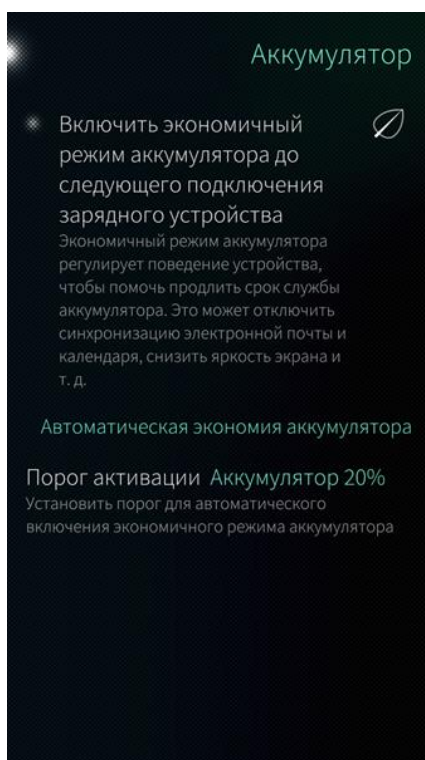 Аккумулятор
Включить экономичный
режим аккумулятора до
следующего подключения
зарядного устройства
Экономичный режим аккумулятора
регулирует поведение устройства,
чтобы помочь продлить срок службы
аккумулятора. Это может отключить
синхронизацию электронной почты и
календаря, снизить яркость экрана и
т. д.
Автоматическая экономия аккумулятора
Порог активации Аккумулятор 20%
Установить порог для автоматического
включения экономичного режима аккумулятора